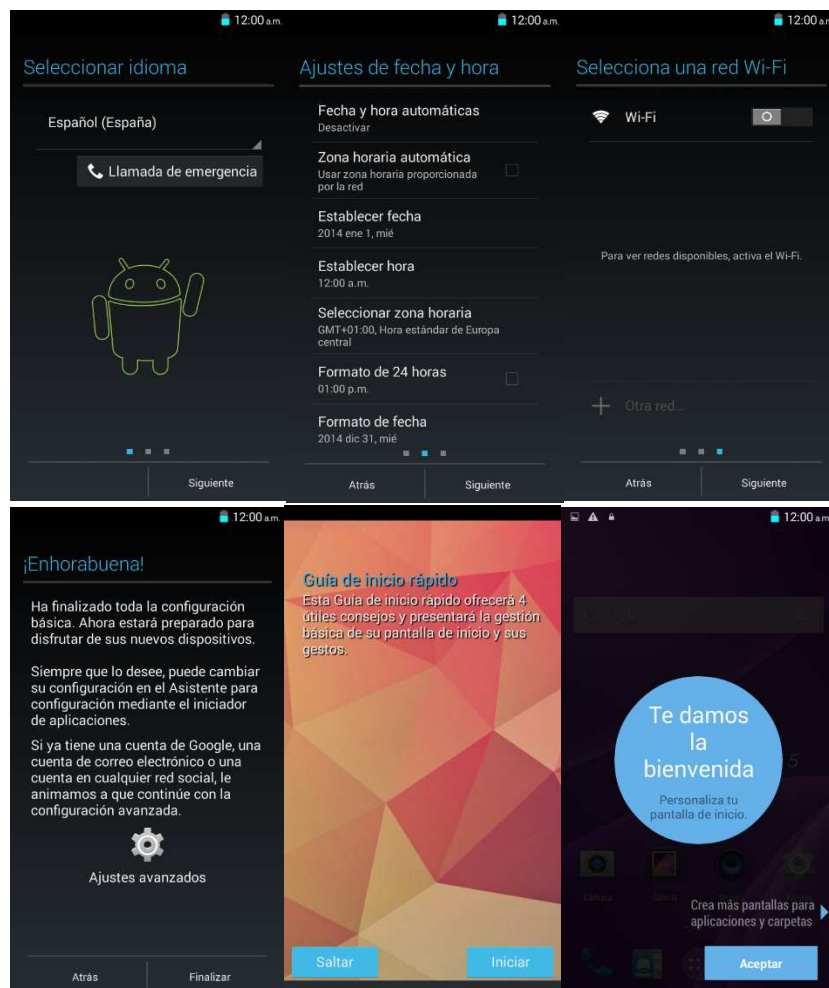 12:00 a.m.
Seleccionar idioma
Español (España)
Llamada de emergencia
Siguiente
12:00 a.m.
Ajustes de fecha y hora
Fecha y hora automáticas
Desactivar
Zona horaria automática
Usar zona horaria proporcionada
por la red
Establecer fecha
2014 ene 1, mié
Establecer hora
12:00 a.m.
Seleccionar zona horaria
GMT+01:00, Hora estándar de Europa
central
Formato de 24 horas
01:00 p.m.
Formato de fecha
2014 dic 31, mié
Atrás
Siguiente
12:00 a.m
Selecciona una red Wi-Fi
Wi-Fi
Para ver redes disponibles, activa el Wi-Fi.
Otra red...
Atrás
Siguiente
12:00 a.m.
¡Enhorabuena!
Ha finalizado toda la configuración
básica. Ahora estará preparado para
disfrutar de sus nuevos dispositivos.
Siempre que lo desee, puede cambiar
su configuración en el Asistente para
configuración mediante el iniciador
de aplicaciones.
Si ya tiene una cuenta de Google, una
cuenta de correo electrónico o una
cuenta en cualquier red social, le
animamos a que continúe con la
configuración avanzada.
Ajustes avanzados
Atrás
Finalizar
Guía de inicio rápido
Esta Guía de inicio rápido ofrecerá 4
útiles consejos y presentará la gestión
básica de su pantalla de inicio y sus
gestos.
Saltar
Iniciar
12:00 a.m
Google
Te damos
la
bienvenida
Personaliza tu
pantalla de inicio.
5
Cámara
Galería
Crea más pantallas para
aplicaciones y carpetas
Aceptar